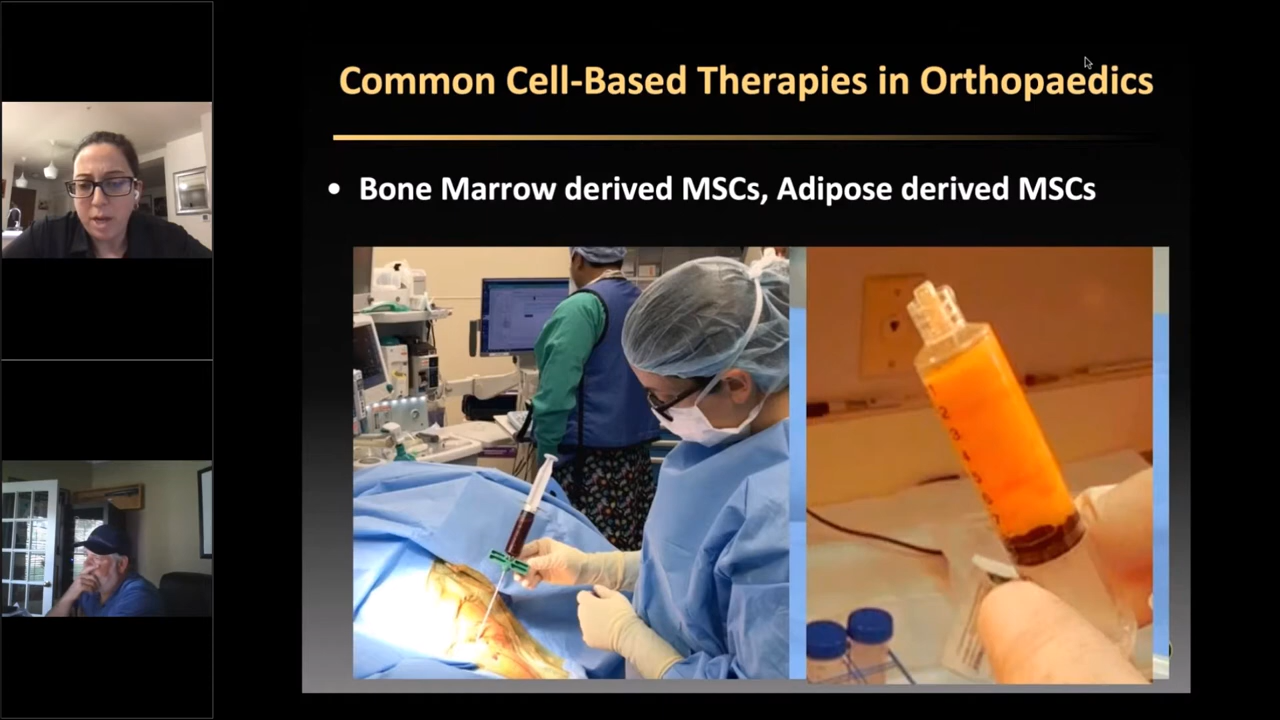 Common Cell-Based Therapies in Orthopaedics
• Bone Marrow derived MSCs, Adipose derived MSCs